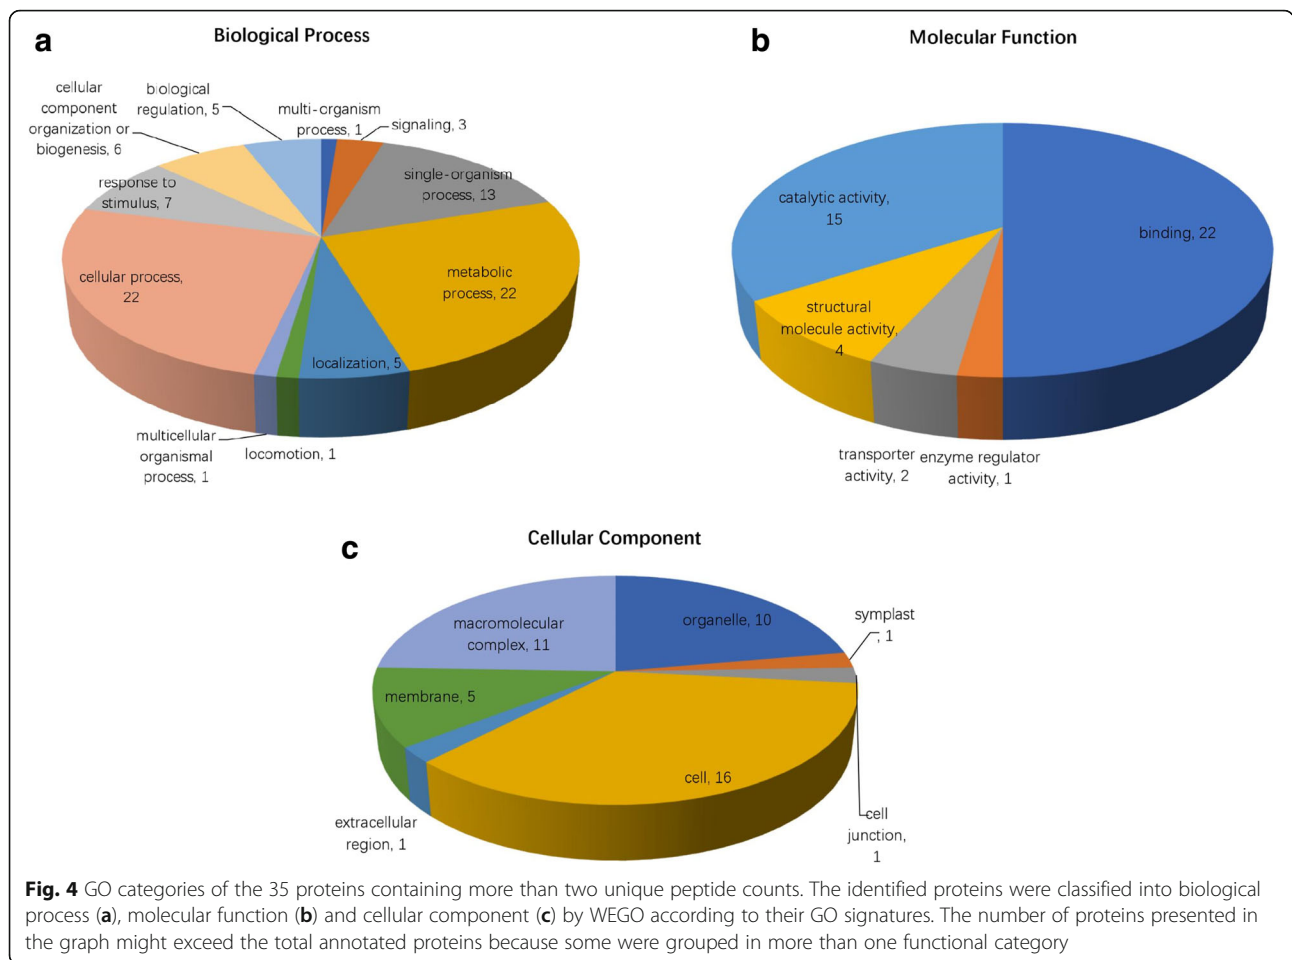 a
Biological Process
cellular
component
organization or
biogenesis, 6
biological
regulation, 5
multi-organism
process, 1
signaling, 3
single-organism
process, 13
response to
stimulus, 7
cellular process,
22
metabolic
process, 22
localization, 5
multicellular
organismal
process, 1
locomotion, 1
b
Molecular Function
catalytic activity,
15
binding, 22
structural
molecule activity,
4
transporter
activity, 2
enzyme regulator
activity, 1
c
Cellular Component
macromolecular
complex, 11
organelle, 10
symplast
, 1
membrane, 5
cell, 16
extracellular
region, 1
cell
junction,
1
Fig. 4 GO categories of the 35 proteins containing more than two unique peptide counts. The identified proteins were classified into biological
process (a), molecular function (b) and cellular component (c) by WEGO according to their GO signatures. The number of proteins presented in
the graph might exceed the total annotated proteins because some were grouped in more than one functional category